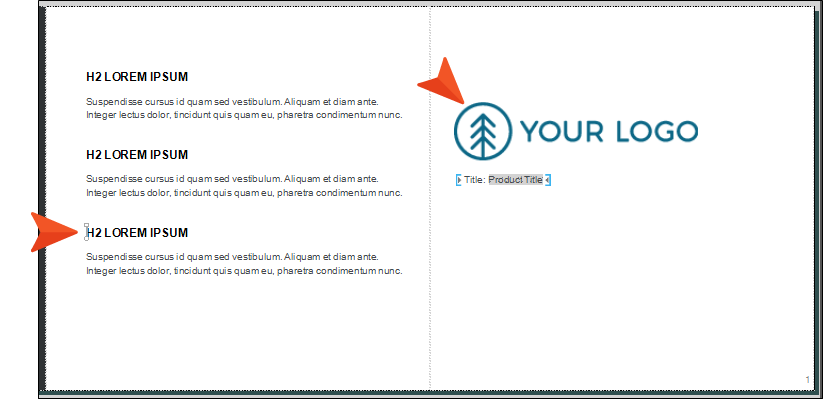 H2 LOREM IPSUM
Suspendisse cursus id quam sed vestibulum. Aliquam et diam ante.
Integer lectus dolor, tincidunt quis quam eu, pharetra condimentum nunc.
H2 LOREM IPSUM
Suspendisse cursus id quam sed vestibulum. Aliquam et diam ante.
Integer lectus dolor, tincidunt quis quam eu, pharetra condimentum nunc.
H2 LOREM IPSUM
Suspendisse cursus id quam sed vestibulum. Aliquam et diam ante.
Integer lectus dolor, tincidunt quis quam eu, pharetra condimentum nunc.
YOUR LOGO
Title: Product Title
1